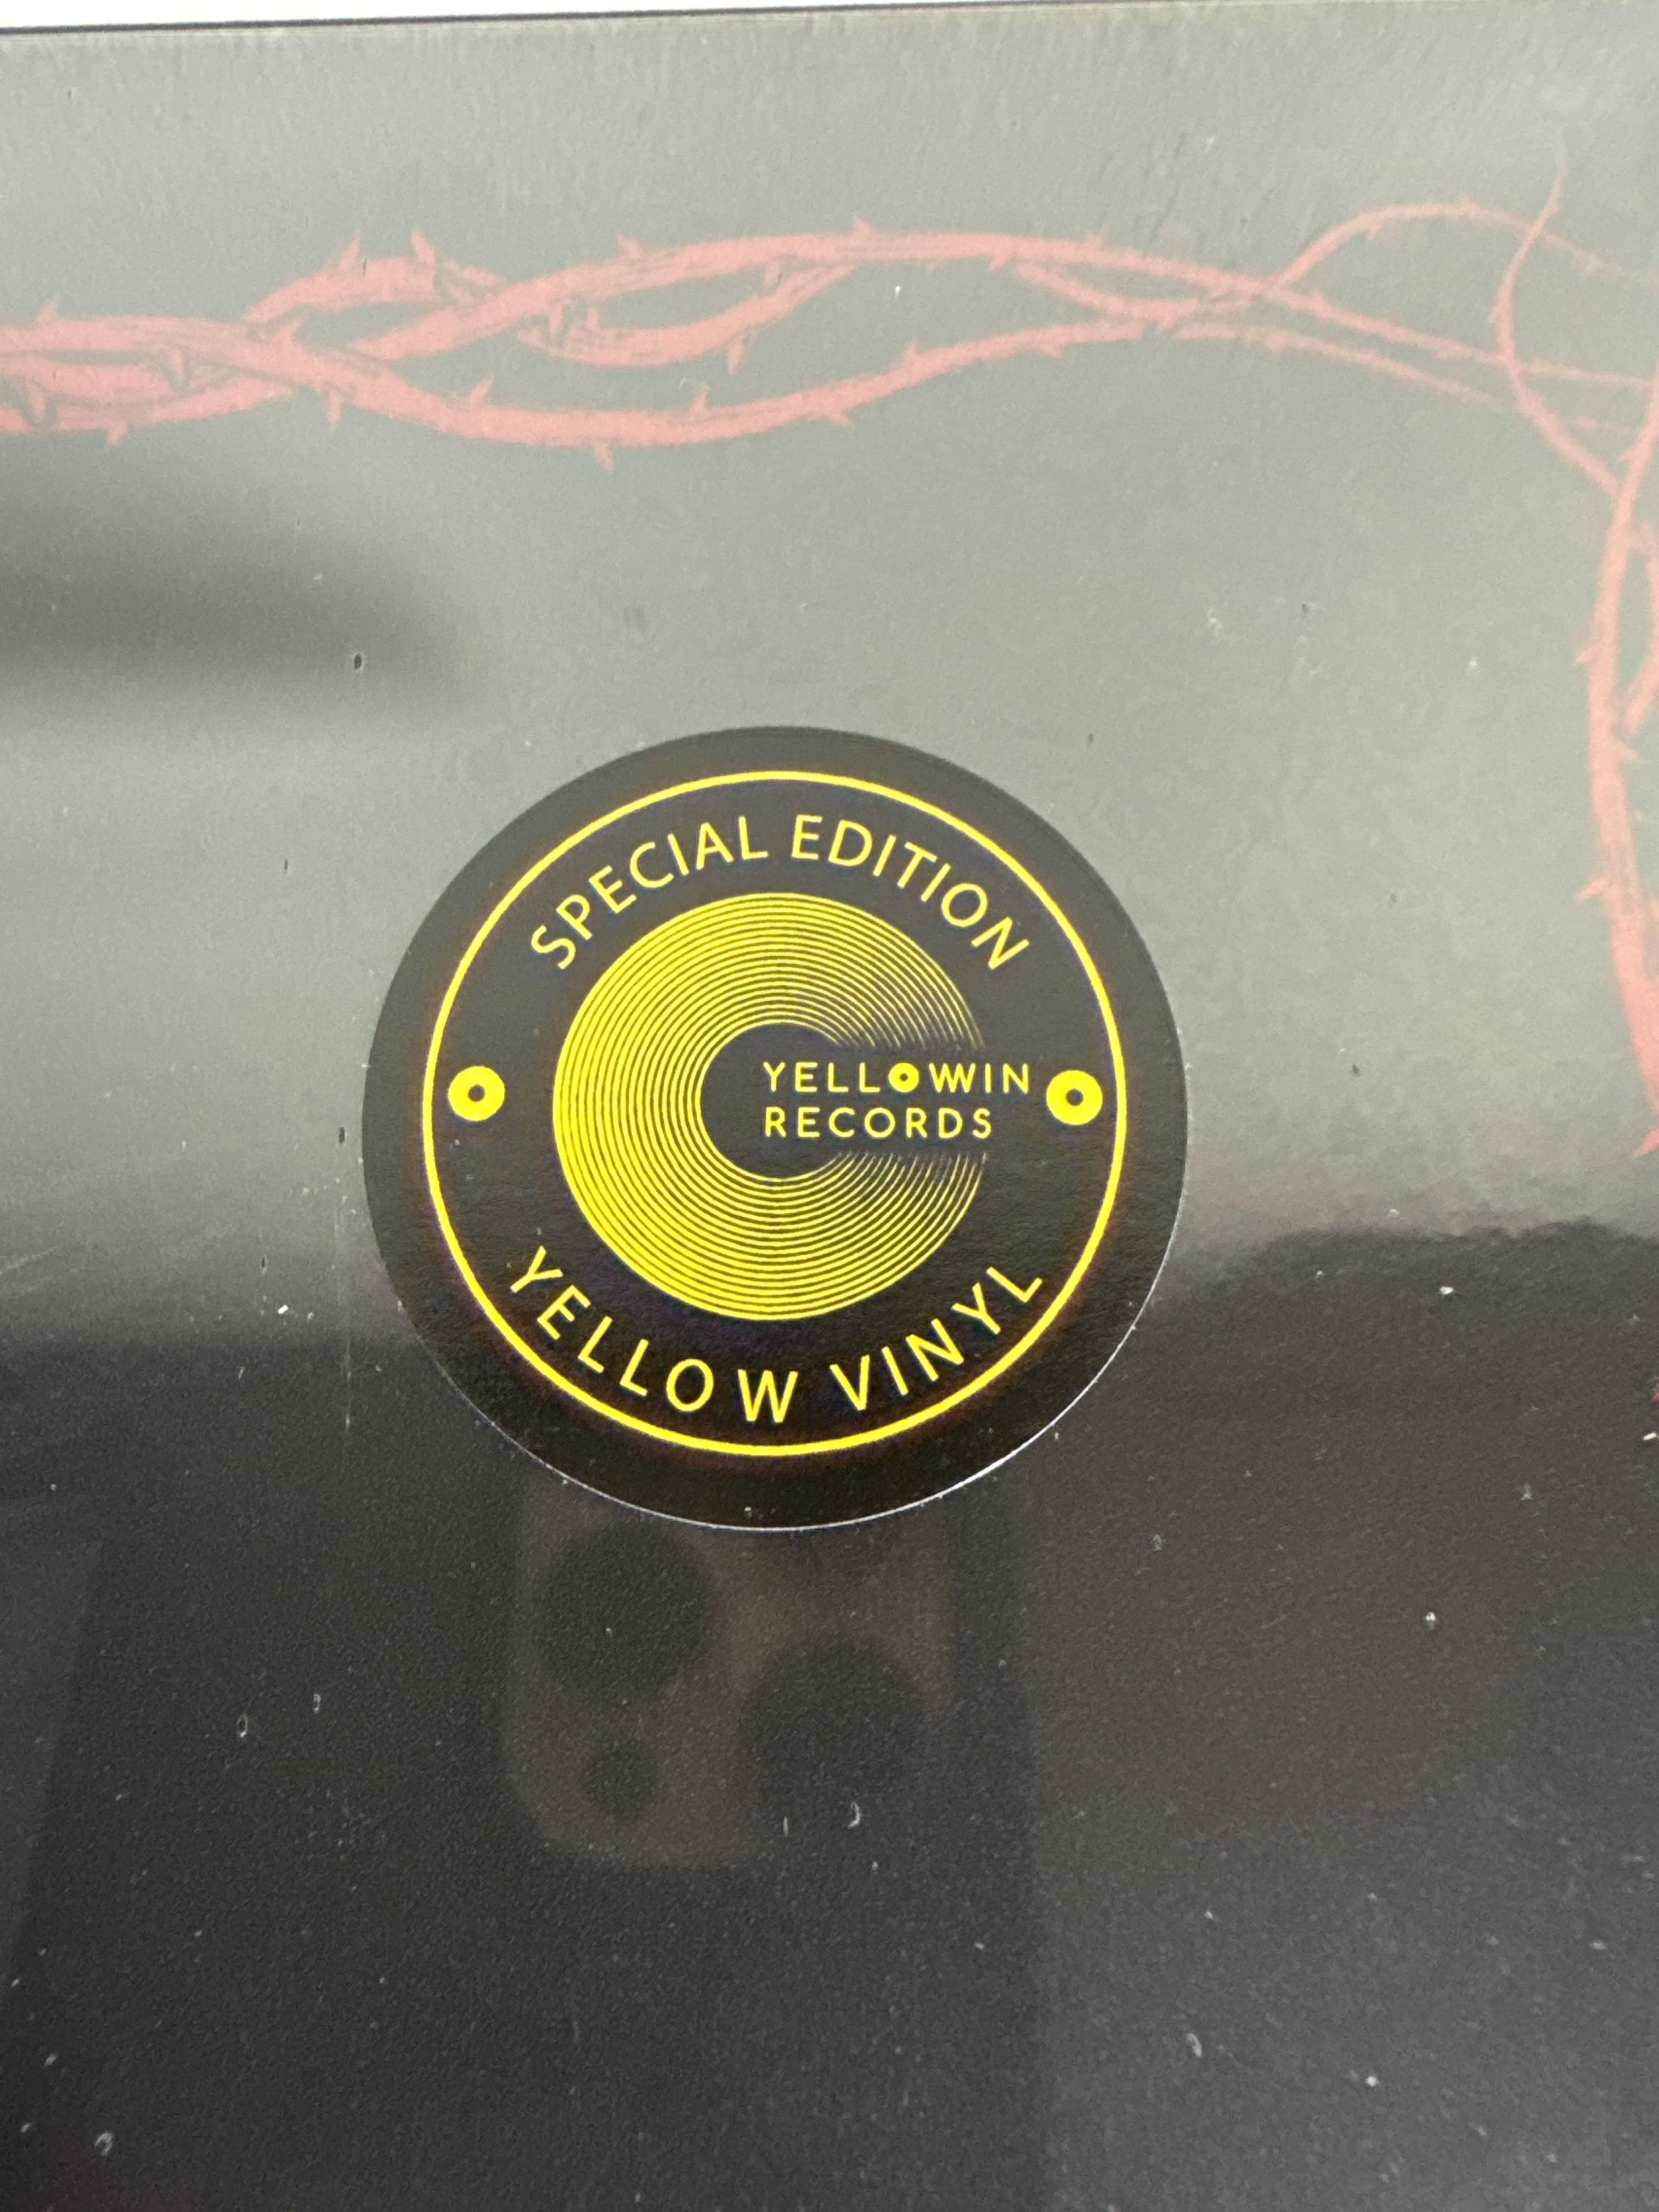 SPECIAL EDITION
YELLOWIN
RECORDS
YELLOW VINYL